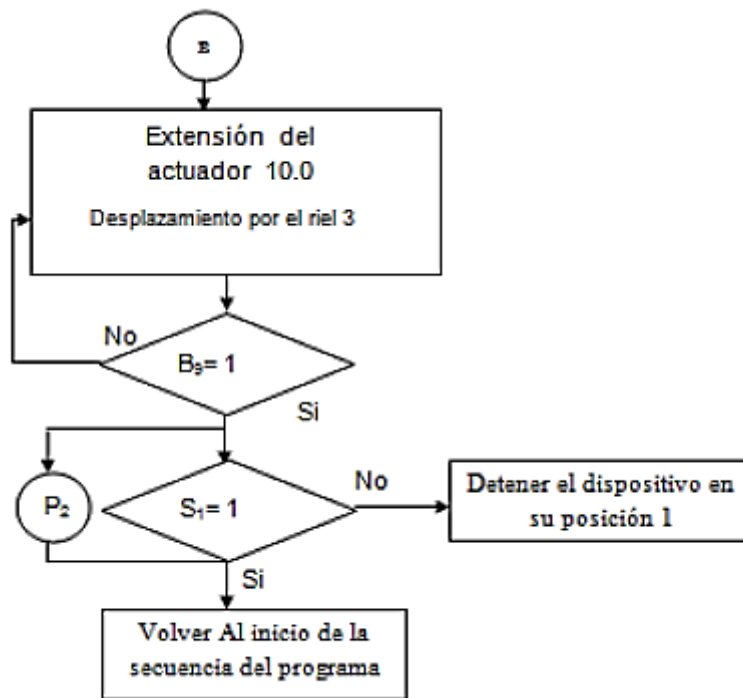 E
Extensión del
actuador 10.0
Desplazamiento por el riel 3
No
B₉= 1
Si
P₂
S₁= 1
No
Detener el dispositivo en
su posición 1
Si
Volver Al inicio de la
secuencia del programa